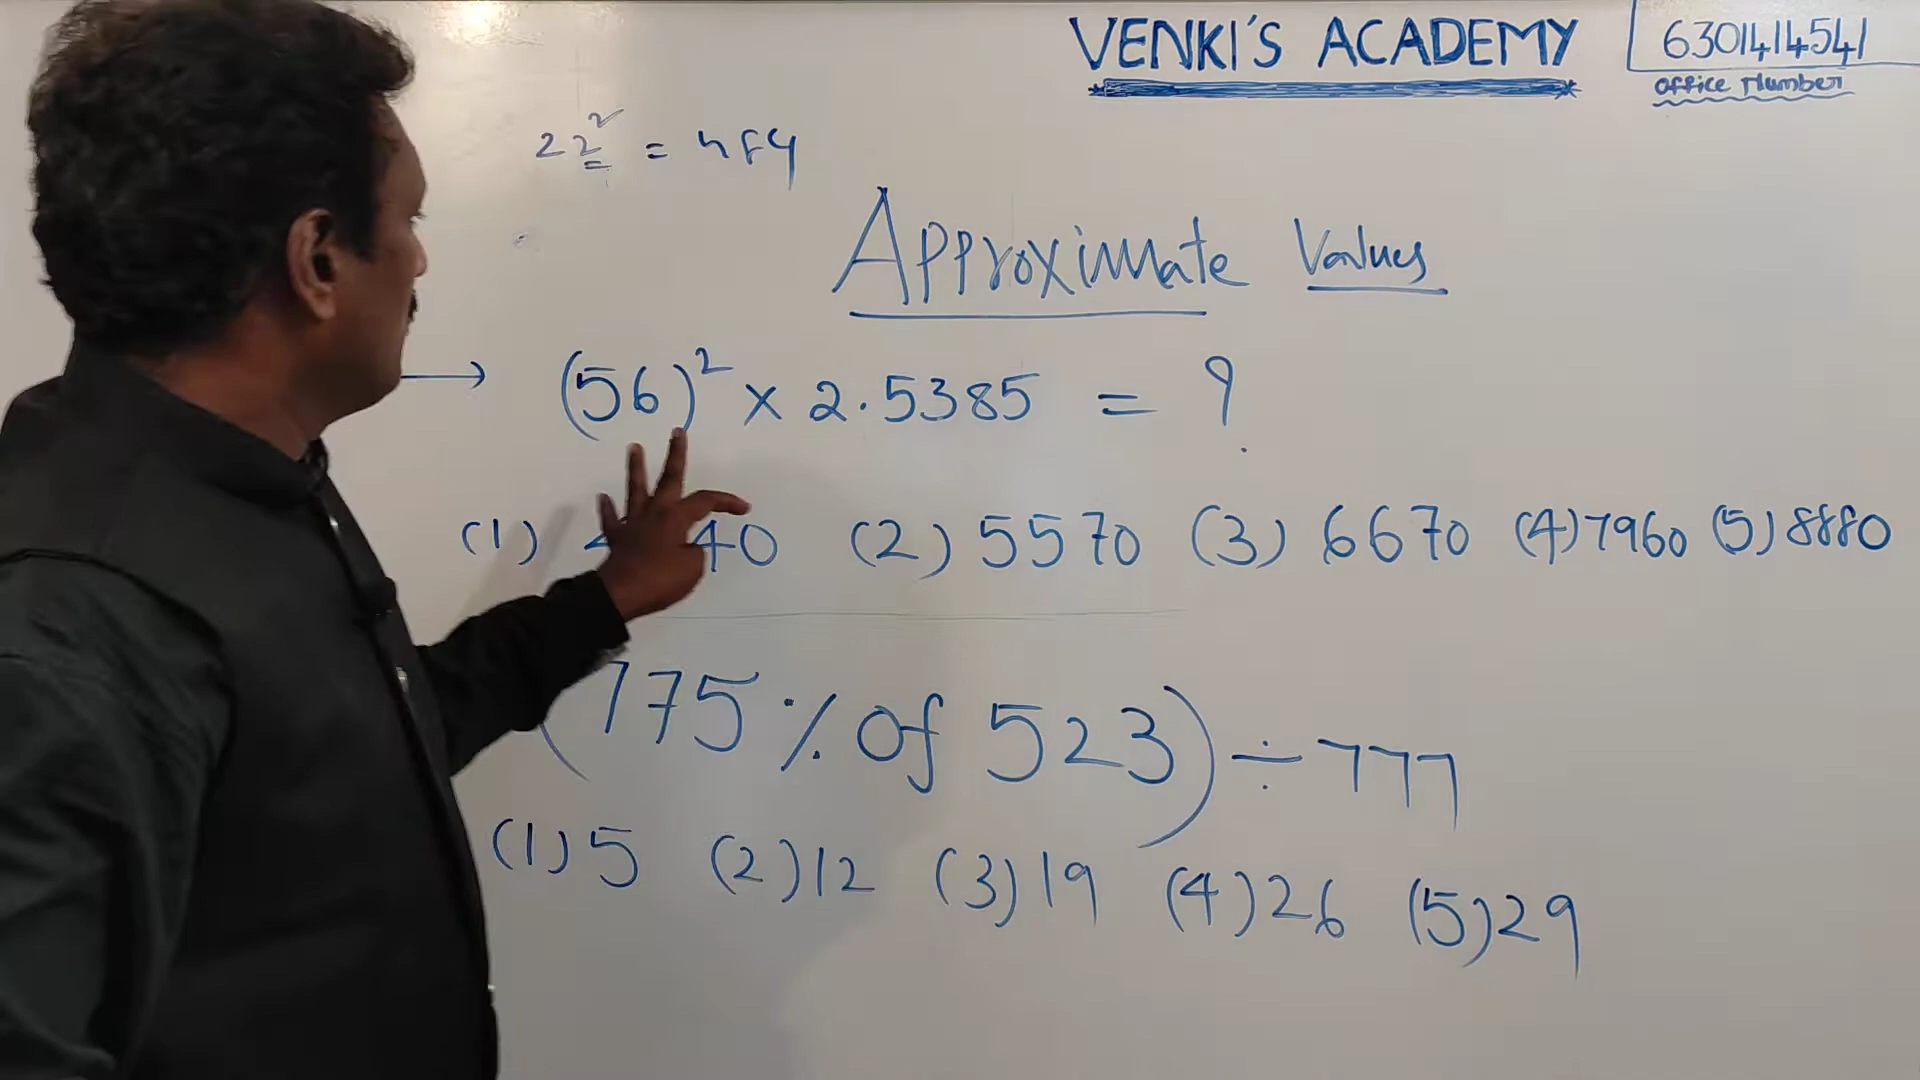 VENKI'S ACADEMY
6301414541
office Number
22² = 484
Approximate Values
→ (56)² × 2.5385 = ?
(1) 40 (2) 5570 (3) 6670 (4) 7960 (5) 8880
(775% of 523) ÷ 777
(1) 5 (2) 12 (3) 19 (4) 26 (5) 29